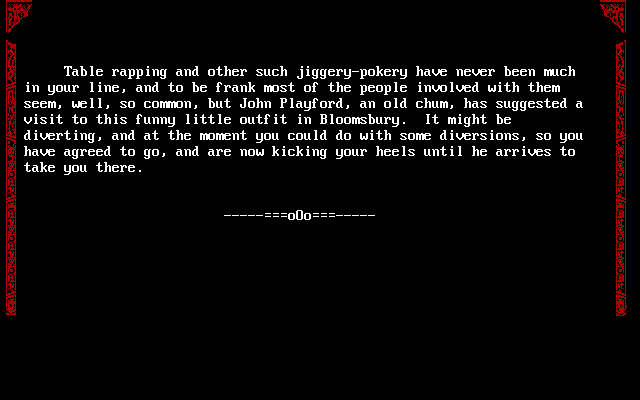 Table rapping and other such jiggery-pokery have never been much
in your line, and to be frank most of the people involved with them
seem, well, so common, but John Playford, an old chum, has suggested a
visit to this funny little outfit in Bloomsbury.  It might be
diverting, and at the moment you could do with some diversions, so you
have agreed to go, and are now kicking your heels until he arrives to
take you there.
-----===oOo===-----